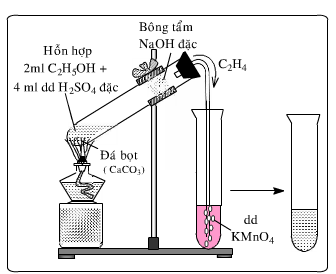 Bông tẩm
NaOH đặc
Hỗn hợp
2ml C₂H₅OH +
4 ml dd H₂SO₄ đặc
C₂H₄
Đá bọt
(CaCO₃)
dd
KMnO₄